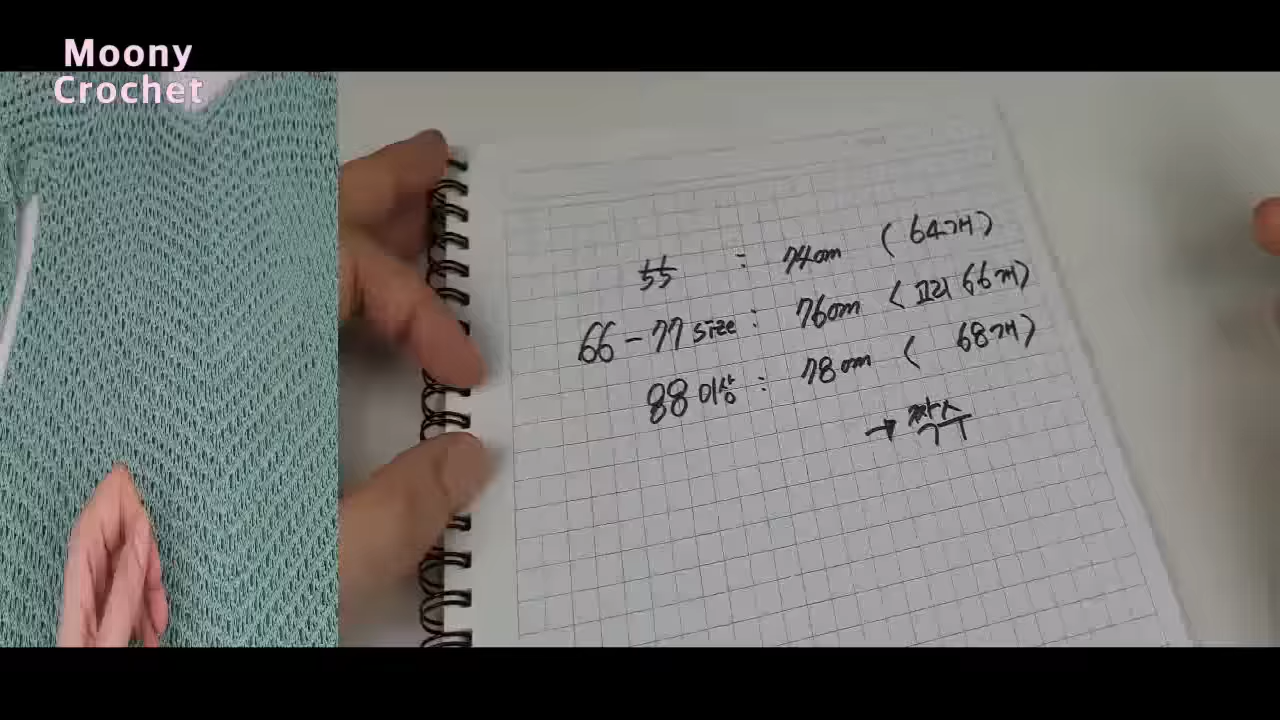 Moony
Crochet
55 : 74cm (64개)
66-77 size : 76cm (고리 66개)
88 이상 : 78cm ( 68개)
→ 짝수